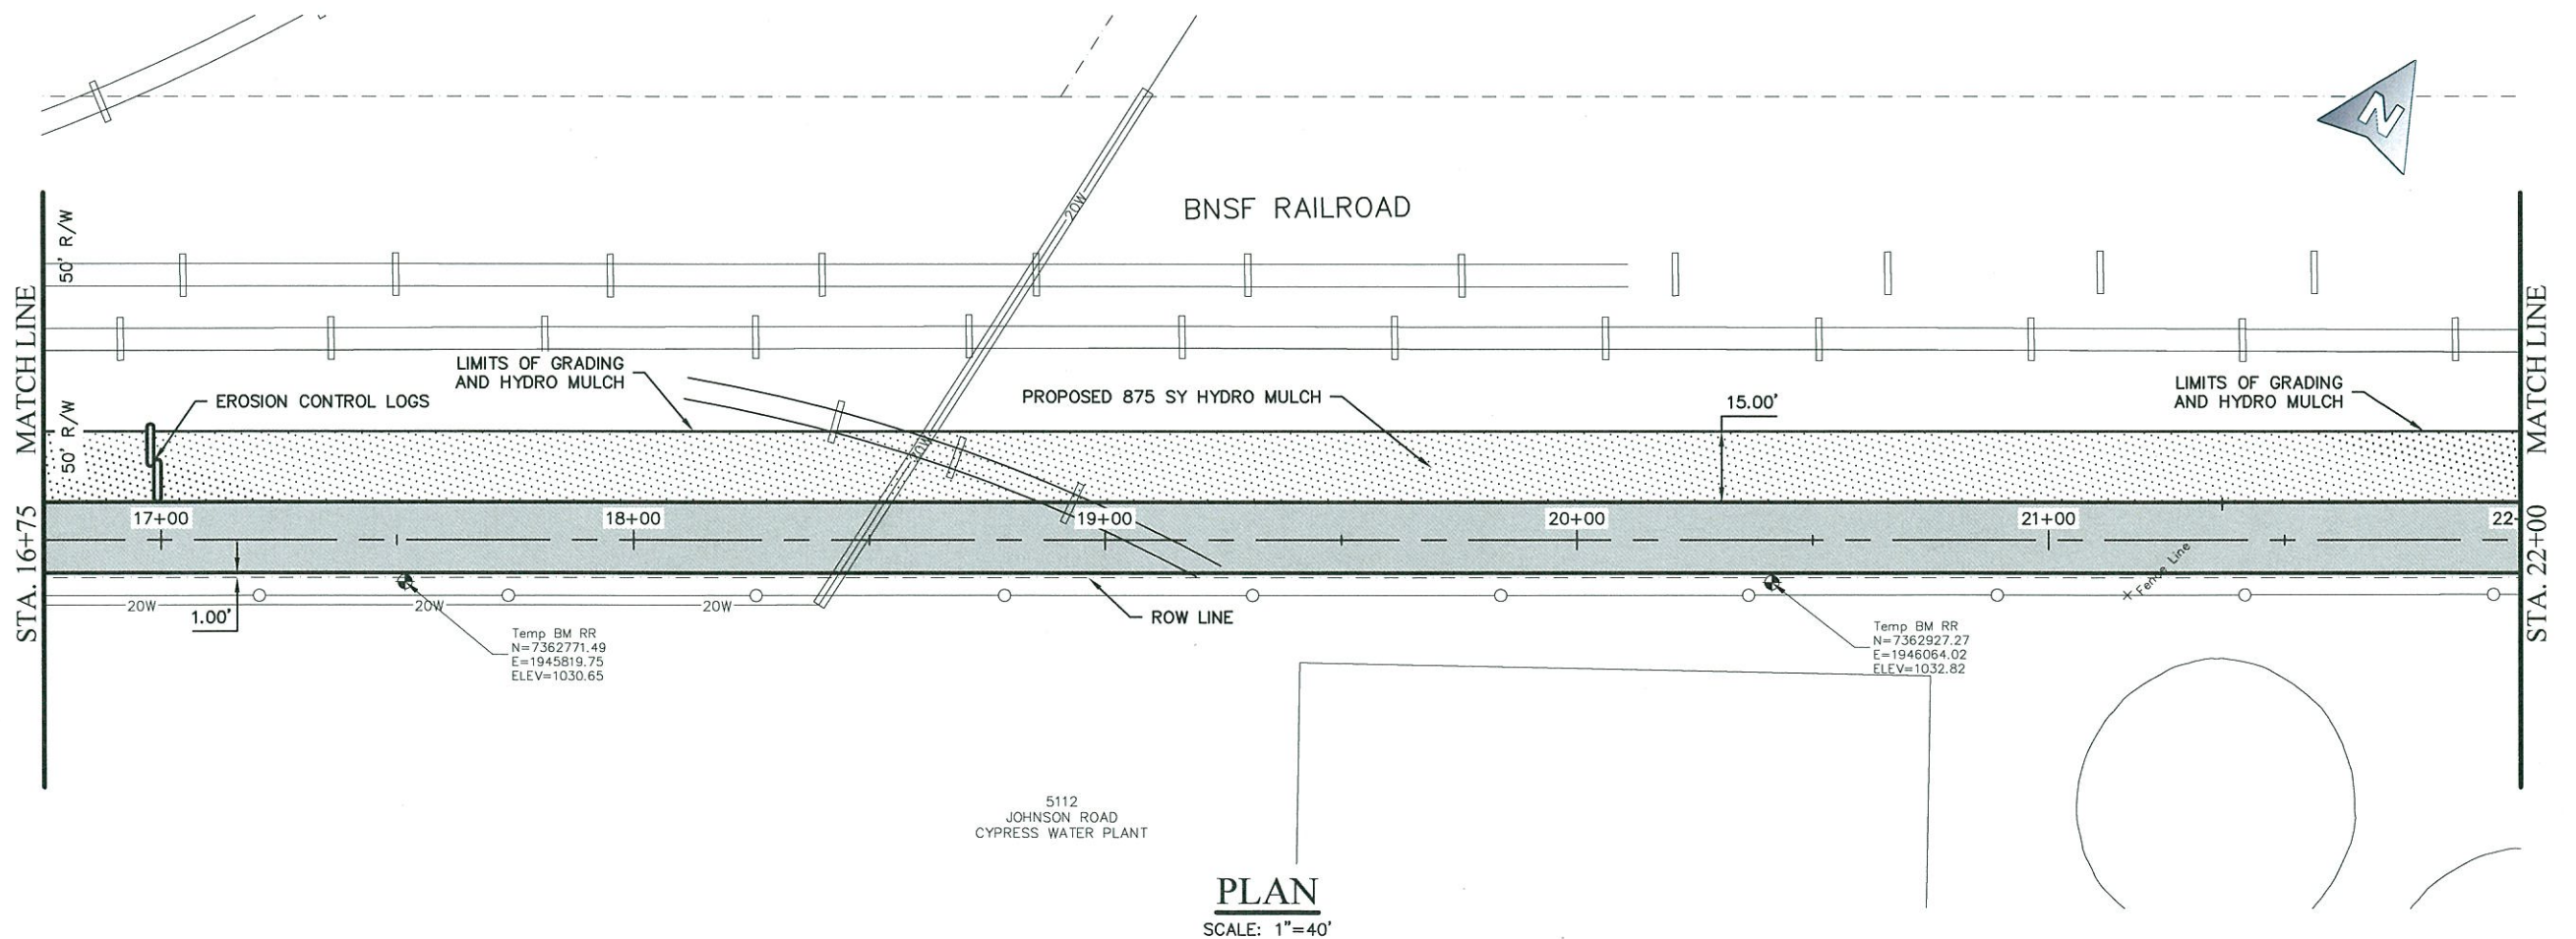 N
BNSF RAILROAD
50' R/W
20W
MATCH LINE
STA. 16+75
LIMITS OF GRADING
AND HYDRO MULCH
EROSION CONTROL LOGS
PROPOSED 875 SY HYDRO MULCH
15.00'
LIMITS OF GRADING
AND HYDRO MULCH
MATCH LINE
STA. 22+00
50' R/W
17+00
18+00
19+00
20+00
21+00
22-
Fence Line
20W
20W
20W
1.00'
ROW LINE
Temp BM RR
N=7362771.49
E=1945819.75
ELEV=1030.65
Temp BM RR
N=7362927.27
E=1946064.02
ELEV=1032.82
5112
JOHNSON ROAD
CYPRESS WATER PLANT
PLAN
SCALE: 1"=40'